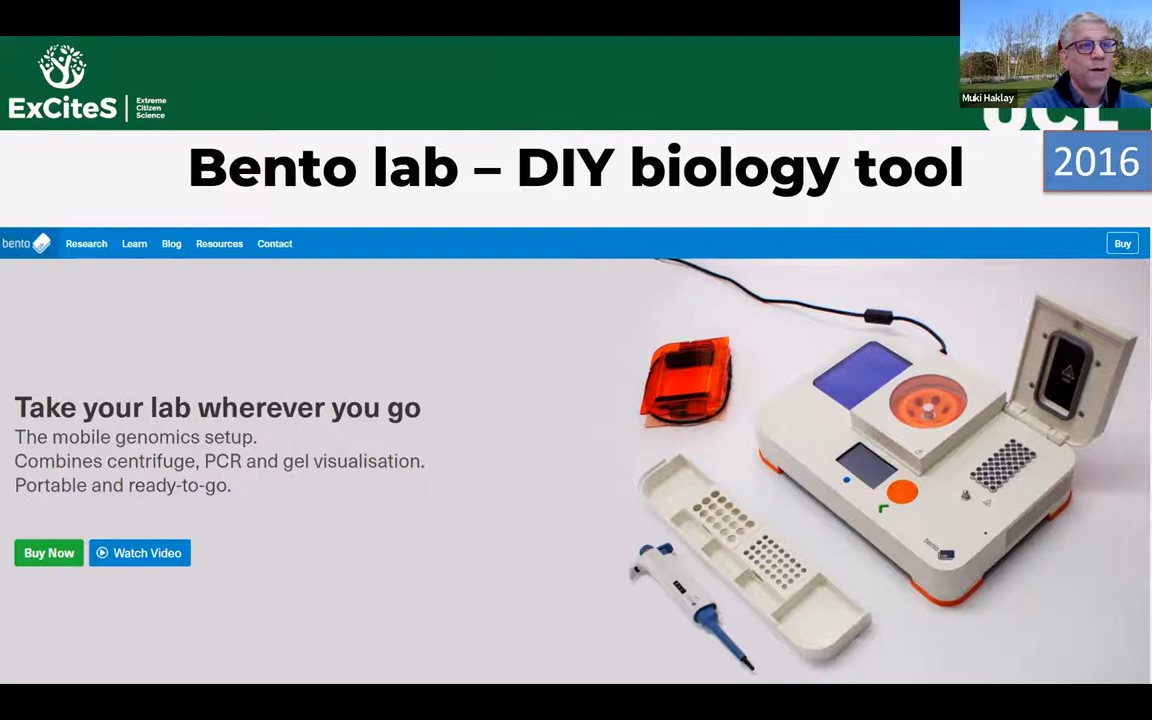 ExCiteS
Extreme
Citizen
Science
Muki Haklay
UCL
Bento lab – DIY biology tool
2016
bento
Research
Learn
Blog
Resources
Contact
Buy
Take your lab wherever you go
The mobile genomics setup.
Combines centrifuge, PCR and gel visualisation.
Portable and ready-to-go.
Buy Now
Watch Video
bento